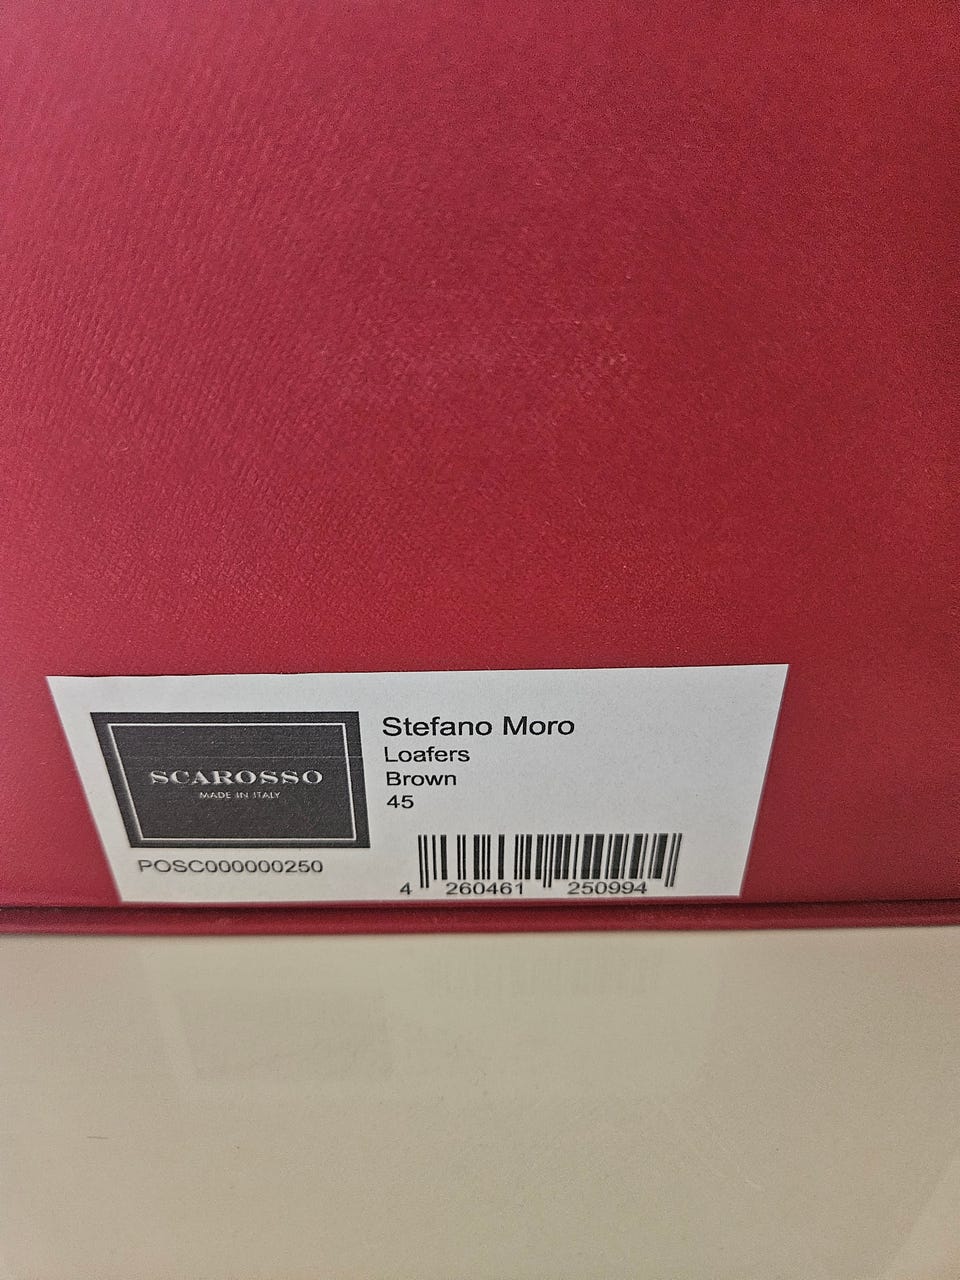 SCAROSSO
MADE IN ITALY
POSC000000250
Stefano Moro
Loafers
Brown
45
4 260461 250994